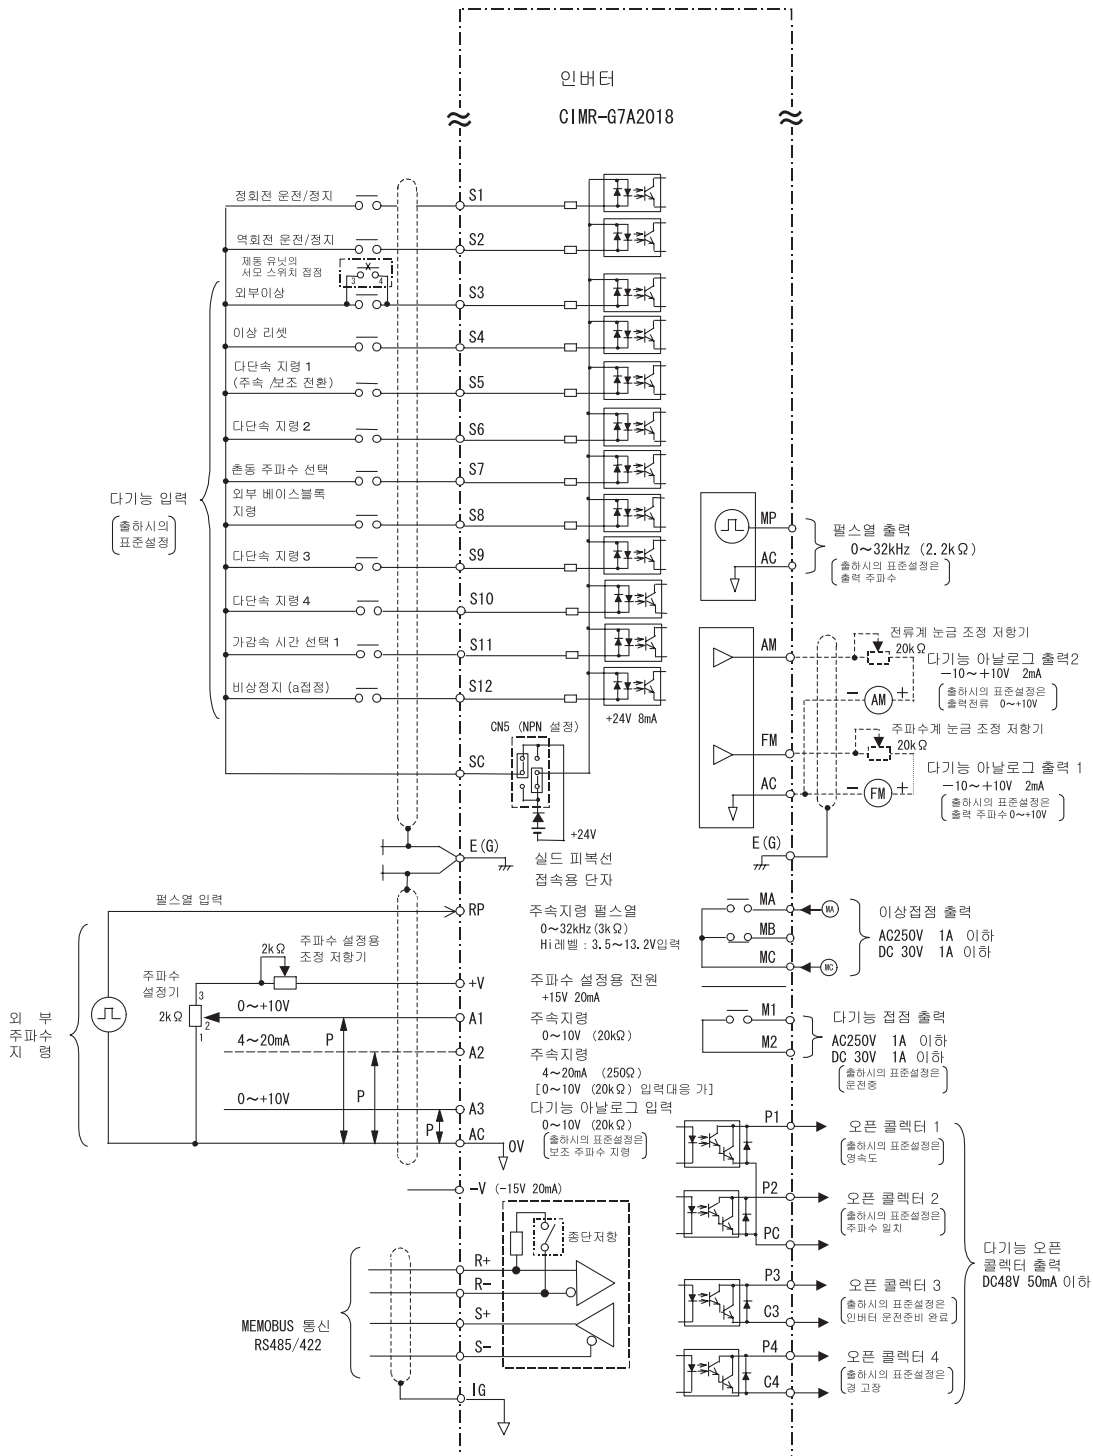 인버터
CIMR-G7A2018
정회전 운전/정지
S1
역회전 운전/정지
S2
제동 유닛의
서모 스위치 접점
X
3
4
외부이상
S3
이상 리셋
S4
다단속 지령 1
(주속 /보조 전환)
S5
다단속 지령 2
S6
촌동 주파수 선택
S7
외부 베이스블록
지령
S8
다단속 지령 3
S9
다단속 지령 4
S10
가감속 시간 선택 1
S11
비상정지 (a접점)
S12
다기능 입력
출하시의
표준설정
+24V 8mA
CN5 (NPN 설정)
SC
+24V
E(G)
실드 피복선
접속용 단자
MP
AC
펄스열 출력
0~32kHz (2.2kΩ)
출하시의 표준설정은
출력 주파수
AM
전류계 눈금 조정 저항기
20kΩ
다기능 아날로그 출력2
-10~+10V 2mA
출하시의 표준설정은
출력전류 0~+10V
-
AM
+
FM
주파수계 눈금 조정 저항기
20kΩ
다기능 아날로그 출력 1
-10~+10V 2mA
출하시의 표준설정은
출력 주파수 0~+10V
AC
-
FM
+
E(G)
펄스열 입력
RP
주속지령 펄스열
0~32kHz(3kΩ)
Hi레벨 : 3.5~13.2V입력
외 부
주파수
지 령
주파수
설정기
2kΩ
3
2
1
2kΩ
주파수 설정용
조정 저항기
+V
주파수 설정용 전원
+15V 20mA
0~+10V
A1
주속지령
0~10V (20kΩ)
4~20mA
P
A2
주속지령
4~20mA (250Ω)
[0~10V (20kΩ) 입력대응 가]
P
0~+10V
A3
다기능 아날로그 입력
0~10V (20kΩ)
출하시의 표준설정은
보조 주파수 지령
P
AC
0V
-V (-15V 20mA)
MA
MA
MB
MC
MC
이상접점 출력
AC250V 1A 이하
DC 30V 1A 이하
M1
M2
다기능 접점 출력
AC250V 1A 이하
DC 30V 1A 이하
출하시의 표준설정은
운전중
P1
오픈 콜렉터 1
출하시의 표준설정은
영속도
P2
오픈 콜렉터 2
출하시의 표준설정은
주파수 일치
PC
P3
오픈 콜렉터 3
출하시의 표준설정은
인버터 운전준비 완료
C3
P4
오픈 콜렉터 4
출하시의 표준설정은
경 고장
C4
다기능 오픈
콜렉터 출력
DC48V 50mA 이하
MEMOBUS 통신
RS485/422
R+
R-
S+
S-
종단저항
IG